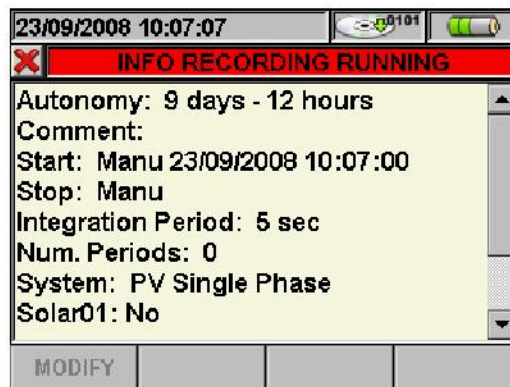 23/09/2008 10:07:07
0101
INFO RECORDING RUNNING
Autonomy: 9 days - 12 hours
Comment:
Start: Manu 23/09/2008 10:07:00
Stop: Manu
Integration Period: 5 sec
Num. Periods: 0
System: PV Single Phase
Solar01: No
MODIFY